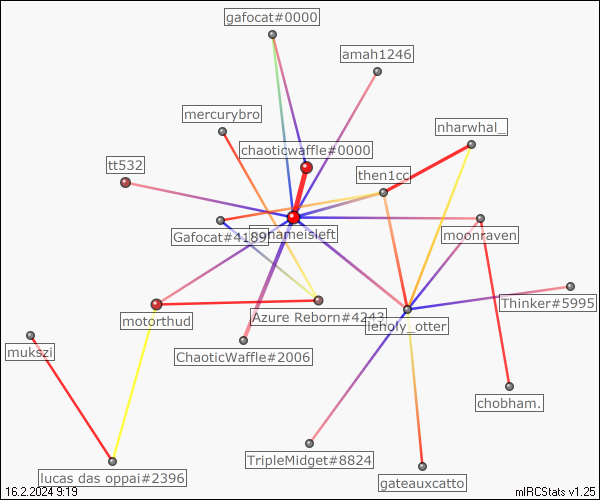 gafocat#0000
amah1246
mercurybro
nharwhal_
chaoticwaffle#0000
tt532
then1cc
Gafocat#4189
moonraven
Thinker#5995
Azure Reborn#4243
motorthud
leholy_otter
mukszi
ChaoticWaffle#2006
chobham.
TripleMidget#8824
lucas das oppai#2396
gateauxcatto
16.2.2024 9:19
mIRCStats v1.25